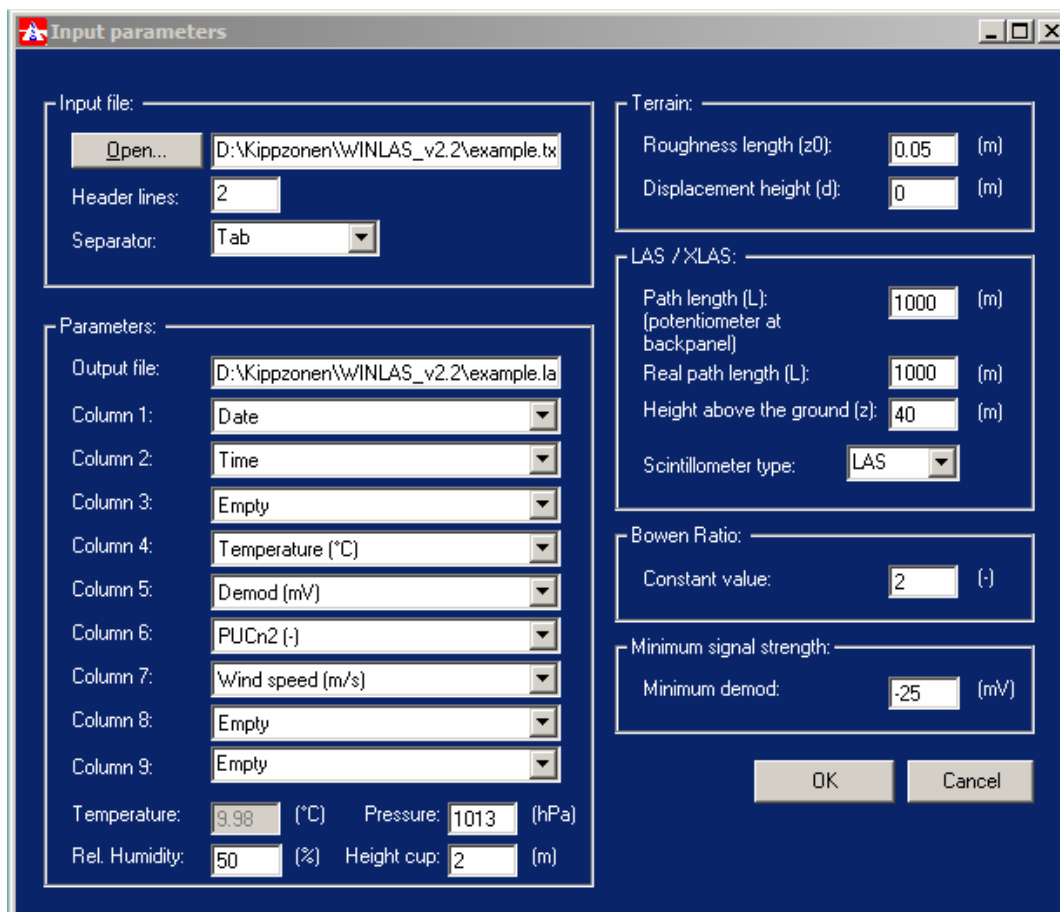 Input parameters
Input file:
Open... D:\Kippzonen\WINLAS_v2.2\example.tx
Header lines: 2
Separator: Tab
Parameters:
Output file: D:\Kippzonen\WINLAS_v2.2\example.la
Column 1: Date
Column 2: Time
Column 3: Empty
Column 4: Temperature (°C)
Column 5: Demod (mV)
Column 6: PUCn2 (-)
Column 7: Wind speed (m/s)
Column 8: Empty
Column 9: Empty
Temperature: 9.98 (°C) Pressure: 1013 (hPa)
Rel. Humidity: 50 (%) Height cup: 2 (m)
Terrain:
Roughness length (z0): 0.05 (m)
Displacement height (d): 0 (m)
LAS / XLAS:
Path length (L): 1000 (m)
(potentiometer at
backpanel)
Real path length (L): 1000 (m)
Height above the ground (z): 40 (m)
Scintillometer type: LAS
Bowen Ratio:
Constant value: 2 (-)
Minimum signal strength:
Minimum demod: -25 (mV)
OK Cancel